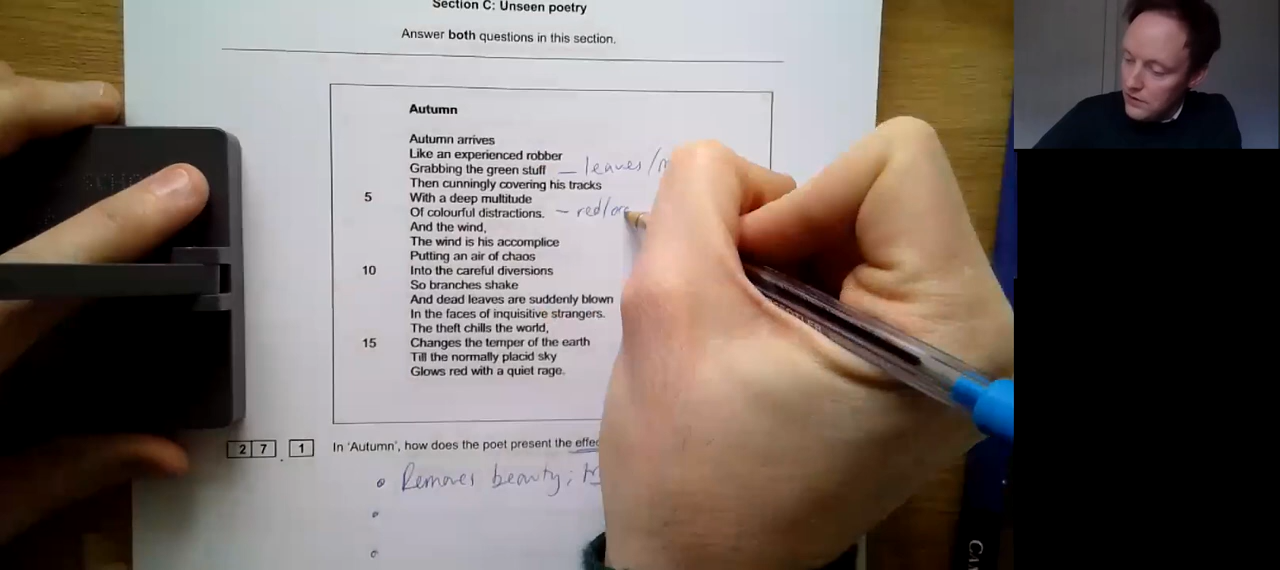 Section C: Unseen poetry
Answer both questions in this section.
Autumn
Autumn arrives
Like an experienced robber
Grabbing the green stuff – leaves/
Then cunningly covering his tracks
5 With a deep multitude
Of colourful distractions. – red/
And the wind,
The wind is his accomplice
Putting an air of chaos
10 Into the careful diversions
So branches shake
And dead leaves are suddenly blown
In the faces of inquisitive strangers.
The theft chills the world,
15 Changes the temper of the earth
Till the normally placid sky
Glows red with a quiet rage.
2 7 . 1 In 'Autumn', how does the poet present the
• Removes beauty;